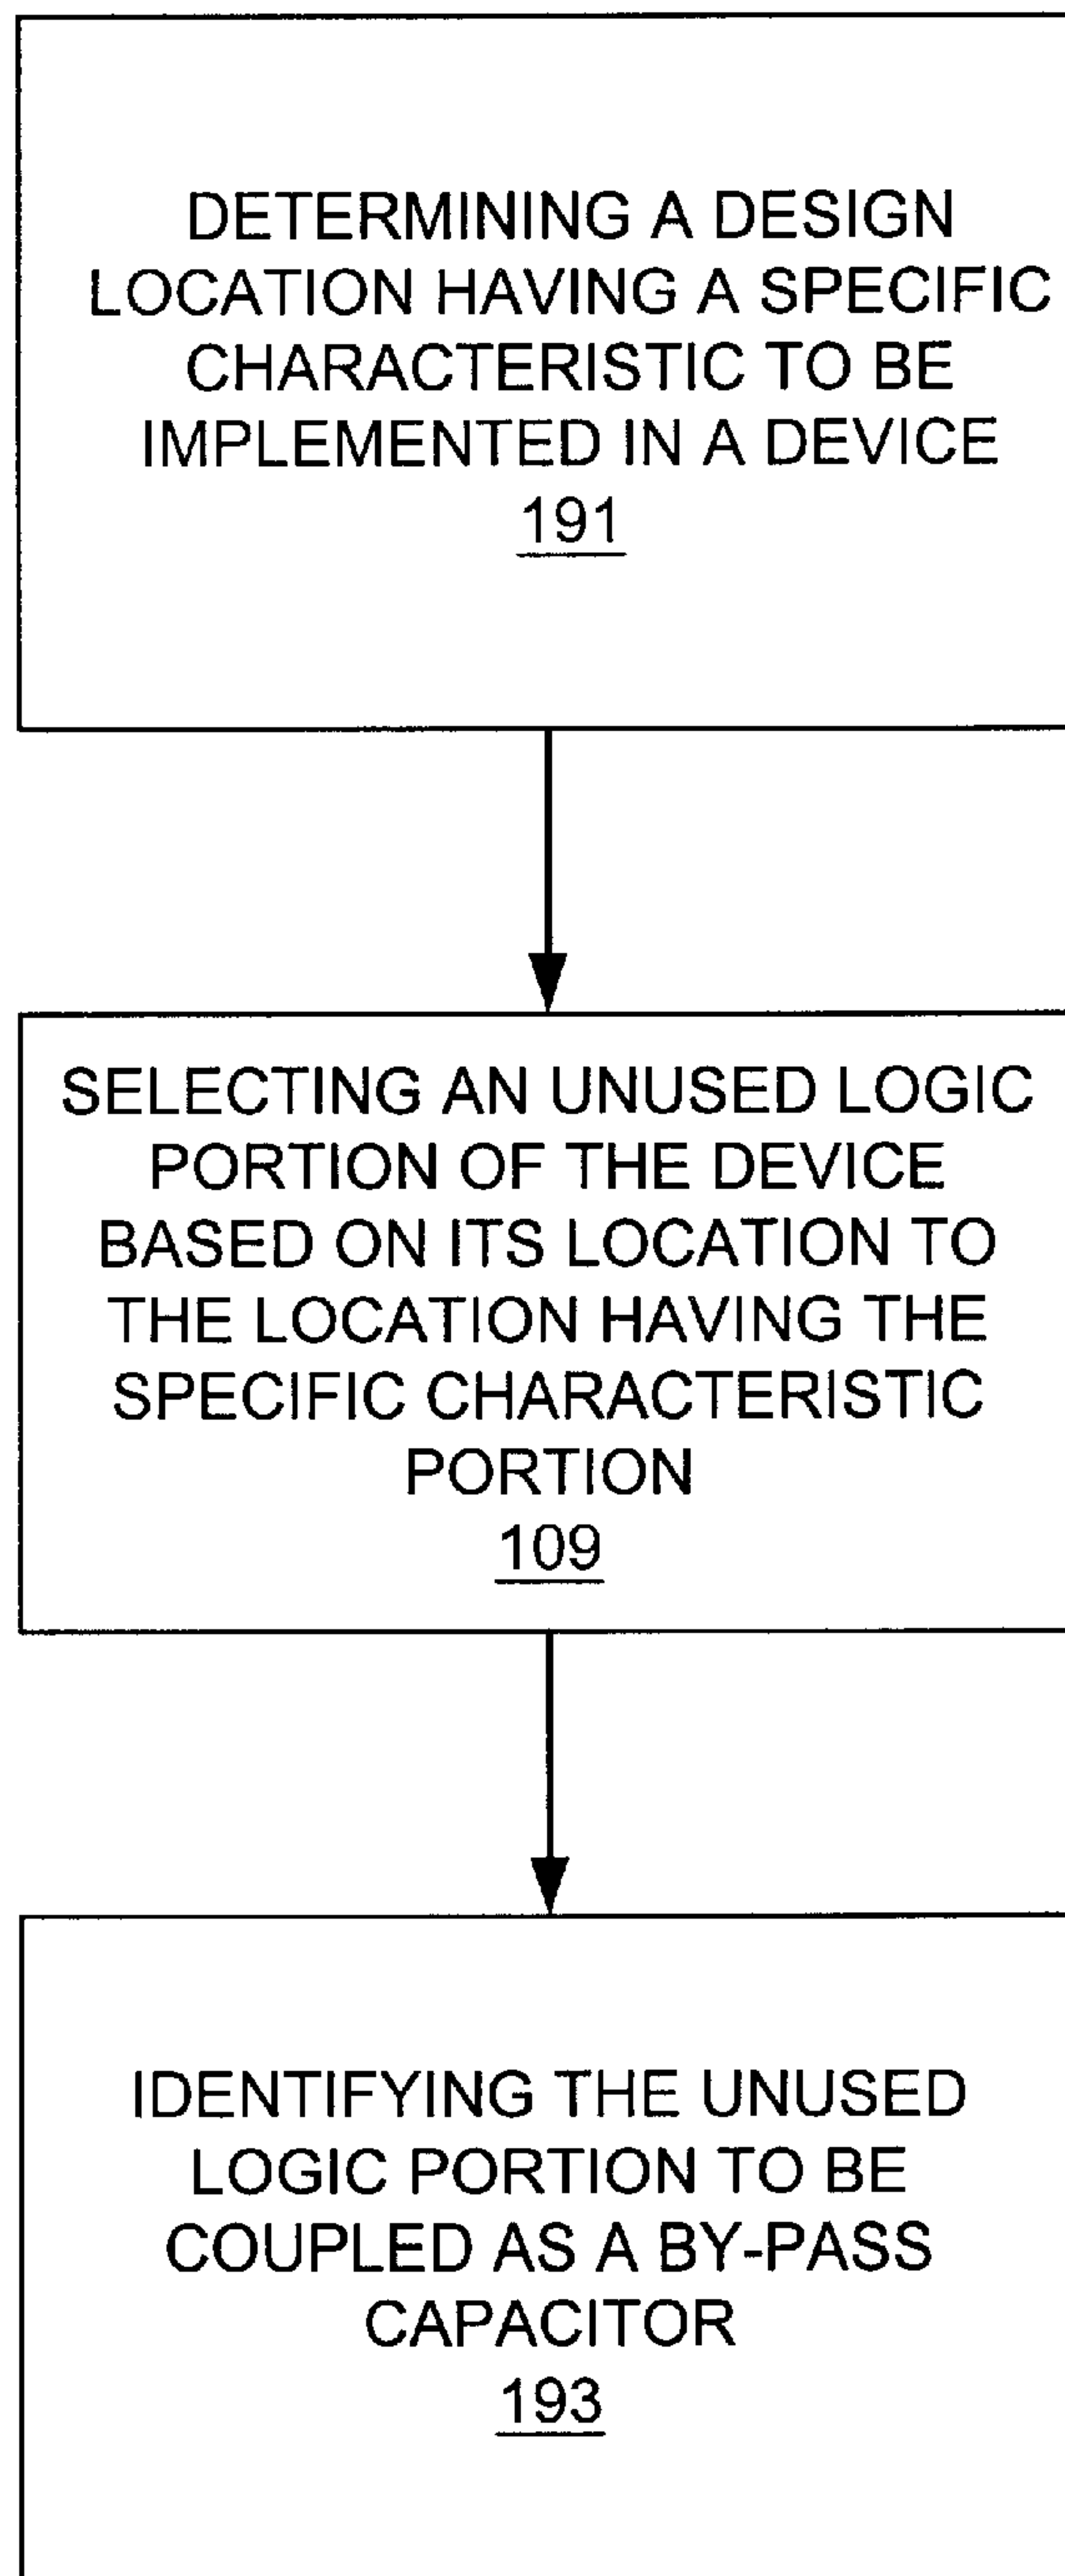 DETERMINING A DESIGN
LOCATION HAVING A SPECIFIC
CHARACTERISTIC TO BE
IMPLEMENTED IN A DEVICE
191
SELECTING AN UNUSED LOGIC
PORTION OF THE DEVICE
BASED ON ITS LOCATION TO
THE LOCATION HAVING THE
SPECIFIC CHARACTERISTIC
PORTION
109
IDENTIFYING THE UNUSED
LOGIC PORTION TO BE
COUPLED AS A BY-PASS
CAPACITOR
193